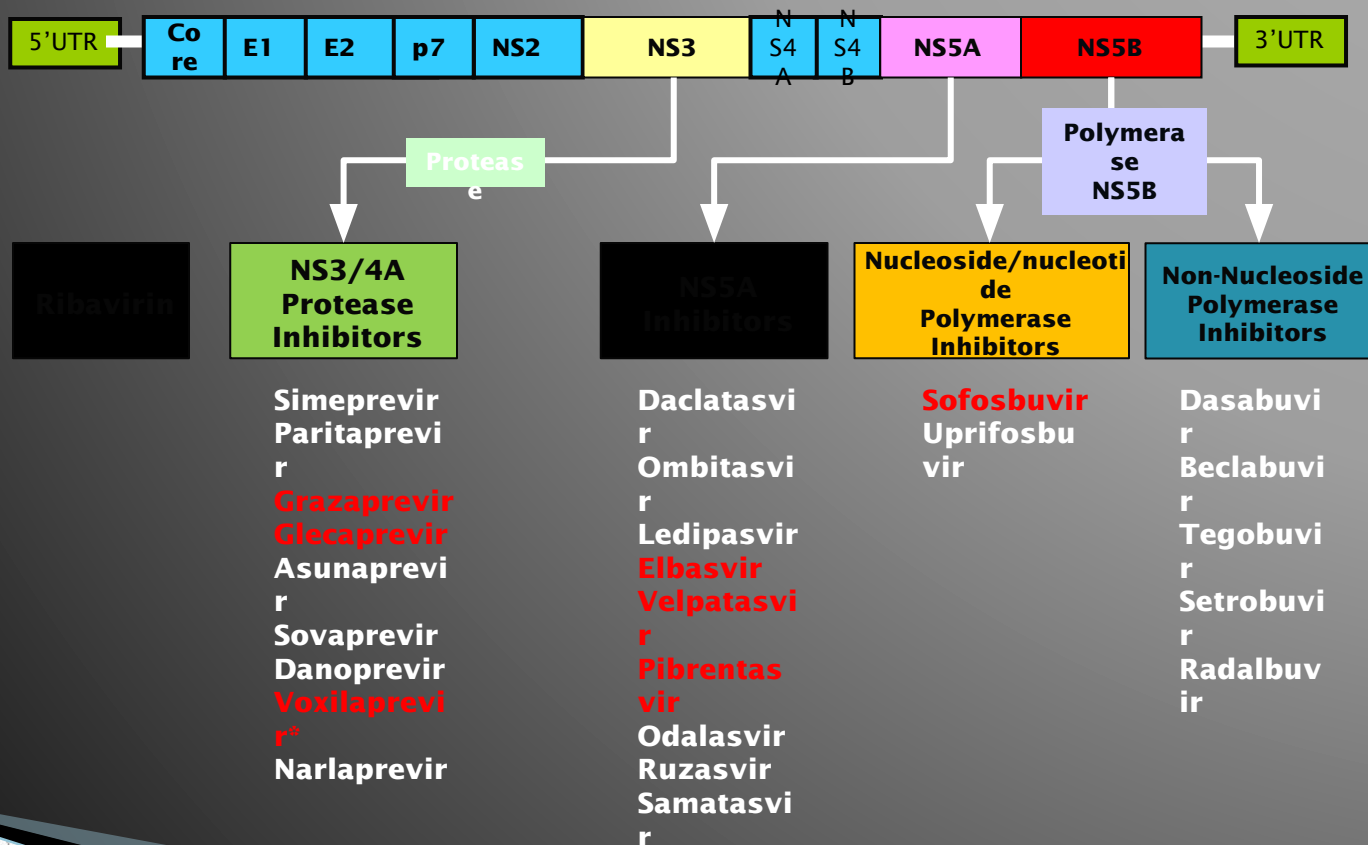 5'UTR
Co
re
E1
E2
p7
NS2
NS3
N
S4
A
N
S4
B
NS5A
NS5B
3'UTR
Proteas
e
Polymera
se
NS5B
Ribavirin
NS3/4A
Protease
Inhibitors
NS5A
Inhibitors
Nucleoside/nucleoti
de
Polymerase
Inhibitors
Non-Nucleoside
Polymerase
Inhibitors
Simeprevir
Paritaprevi
r
Grazaprevir
Glecaprevir
Asunaprevi
r
Sovaprevir
Danoprevir
Voxilaprevi
r*
Narlaprevir
Daclatasvi
r
Ombitasvi
r
Ledipasvir
Elbasvir
Velpatasvi
r
Pibrentas
vir
Odalasvir
Ruzasvir
Samatasvi
r
Sofosbuvir
Uprifosbu
vir
Dasabuvi
r
Beclabuvi
r
Tegobuvi
r
Setrobuvi
r
Radalbuv
ir